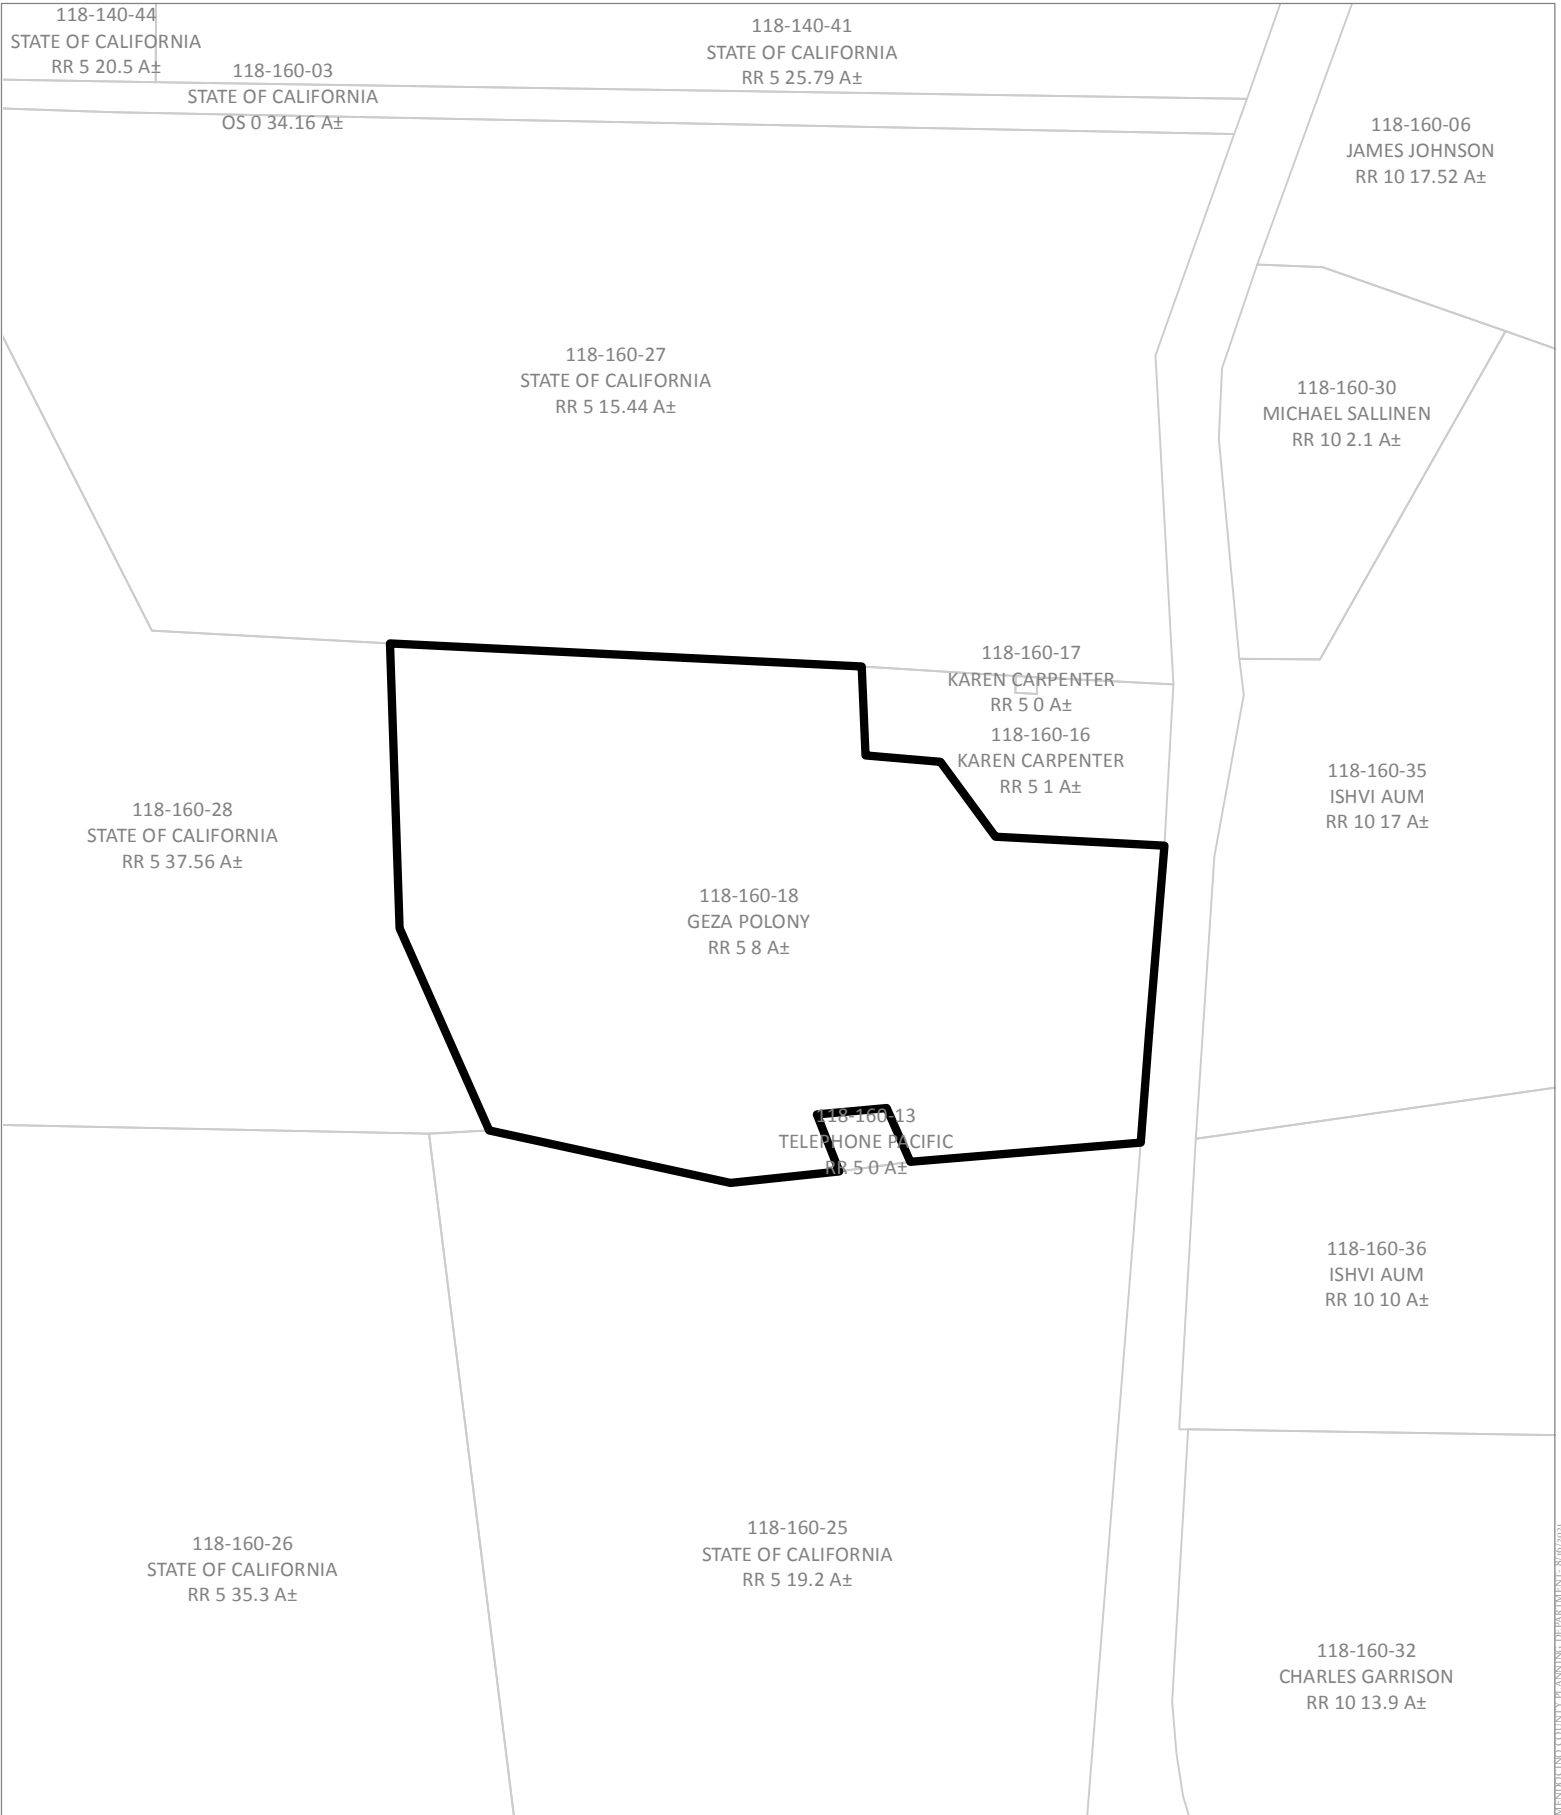 118-140-44
STATE OF CALIFORNIA
RR 5 20.5 A±
118-140-41
STATE OF CALIFORNIA
RR 5 25.79 A±
118-160-03
STATE OF CALIFORNIA
OS 0 34.16 A±
118-160-06
JAMES JOHNSON
RR 10 17.52 A±
118-160-27
STATE OF CALIFORNIA
RR 5 15.44 A±
118-160-30
MICHAEL SALLINEN
RR 10 2.1 A±
118-160-17
KAREN CARPENTER
RR 5 0 A±
118-160-16
KAREN CARPENTER
RR 5 1 A±
118-160-35
ISHVI AUM
RR 10 17 A±
118-160-28
STATE OF CALIFORNIA
RR 5 37.56 A±
118-160-18
GEZA POLONY
RR 5 8 A±
118-160-13
TELEPHONE PACIFIC
RR 5 0 A±
118-160-36
ISHVI AUM
RR 10 10 A±
118-160-26
STATE OF CALIFORNIA
RR 5 35.3 A±
118-160-25
STATE OF CALIFORNIA
RR 5 19.2 A±
118-160-32
CHARLES GARRISON
RR 10 13.9 A±
MENDOCINO COUNTY PLANNING DEPARTMENT-